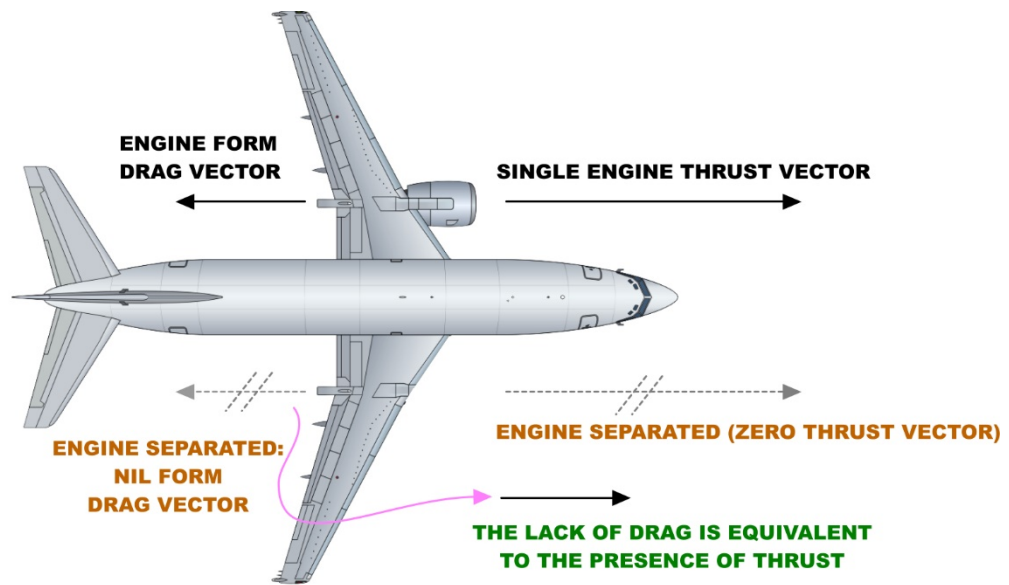 ENGINE FORM
DRAG VECTOR
SINGLE ENGINE THRUST VECTOR
ENGINE SEPARATED:
NIL FORM
DRAG VECTOR
ENGINE SEPARATED (ZERO THRUST VECTOR)
THE LACK OF DRAG IS EQUIVALENT
TO THE PRESENCE OF THRUST